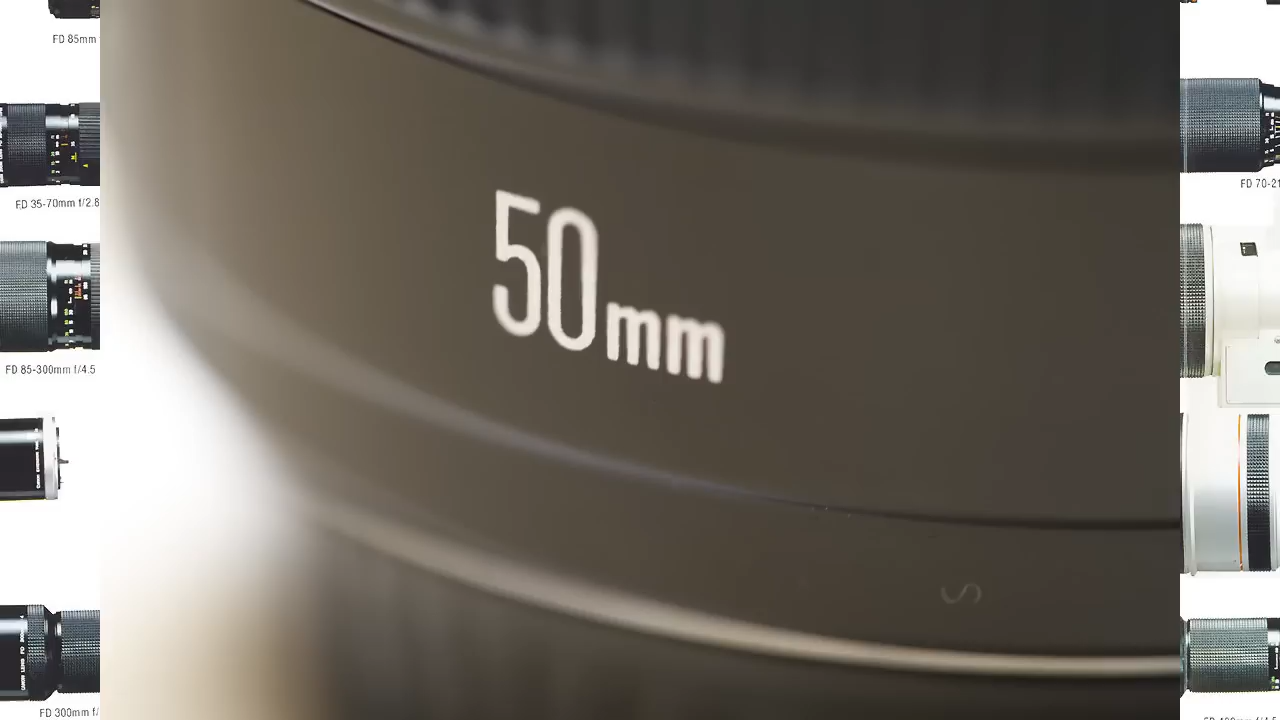 FD 85mm
FD 35-70mm f/2.8
FD 85-300mm f/4.5
FD 300mm f/
50mm
S
FD 70-21